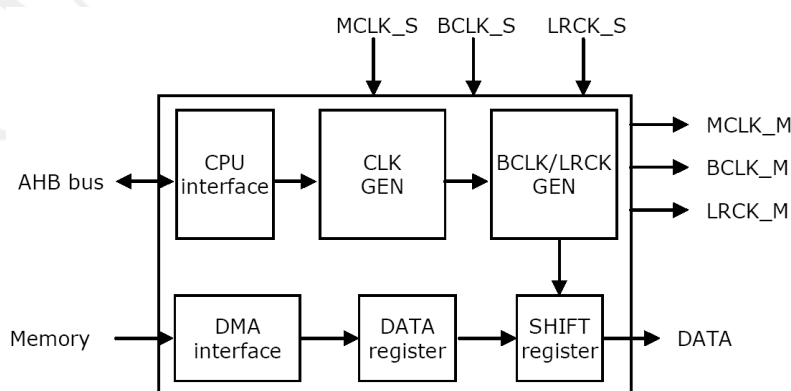 MCLK_S BCLK_S LRCK_S
MCLK_M
CPU
interface
CLK
GEN
BCLK/LRCK
GEN
BCLK_M
AHB bus
LRCK_M
DMA
interface
DATA
register
SHIFT
register
Memory
DATA